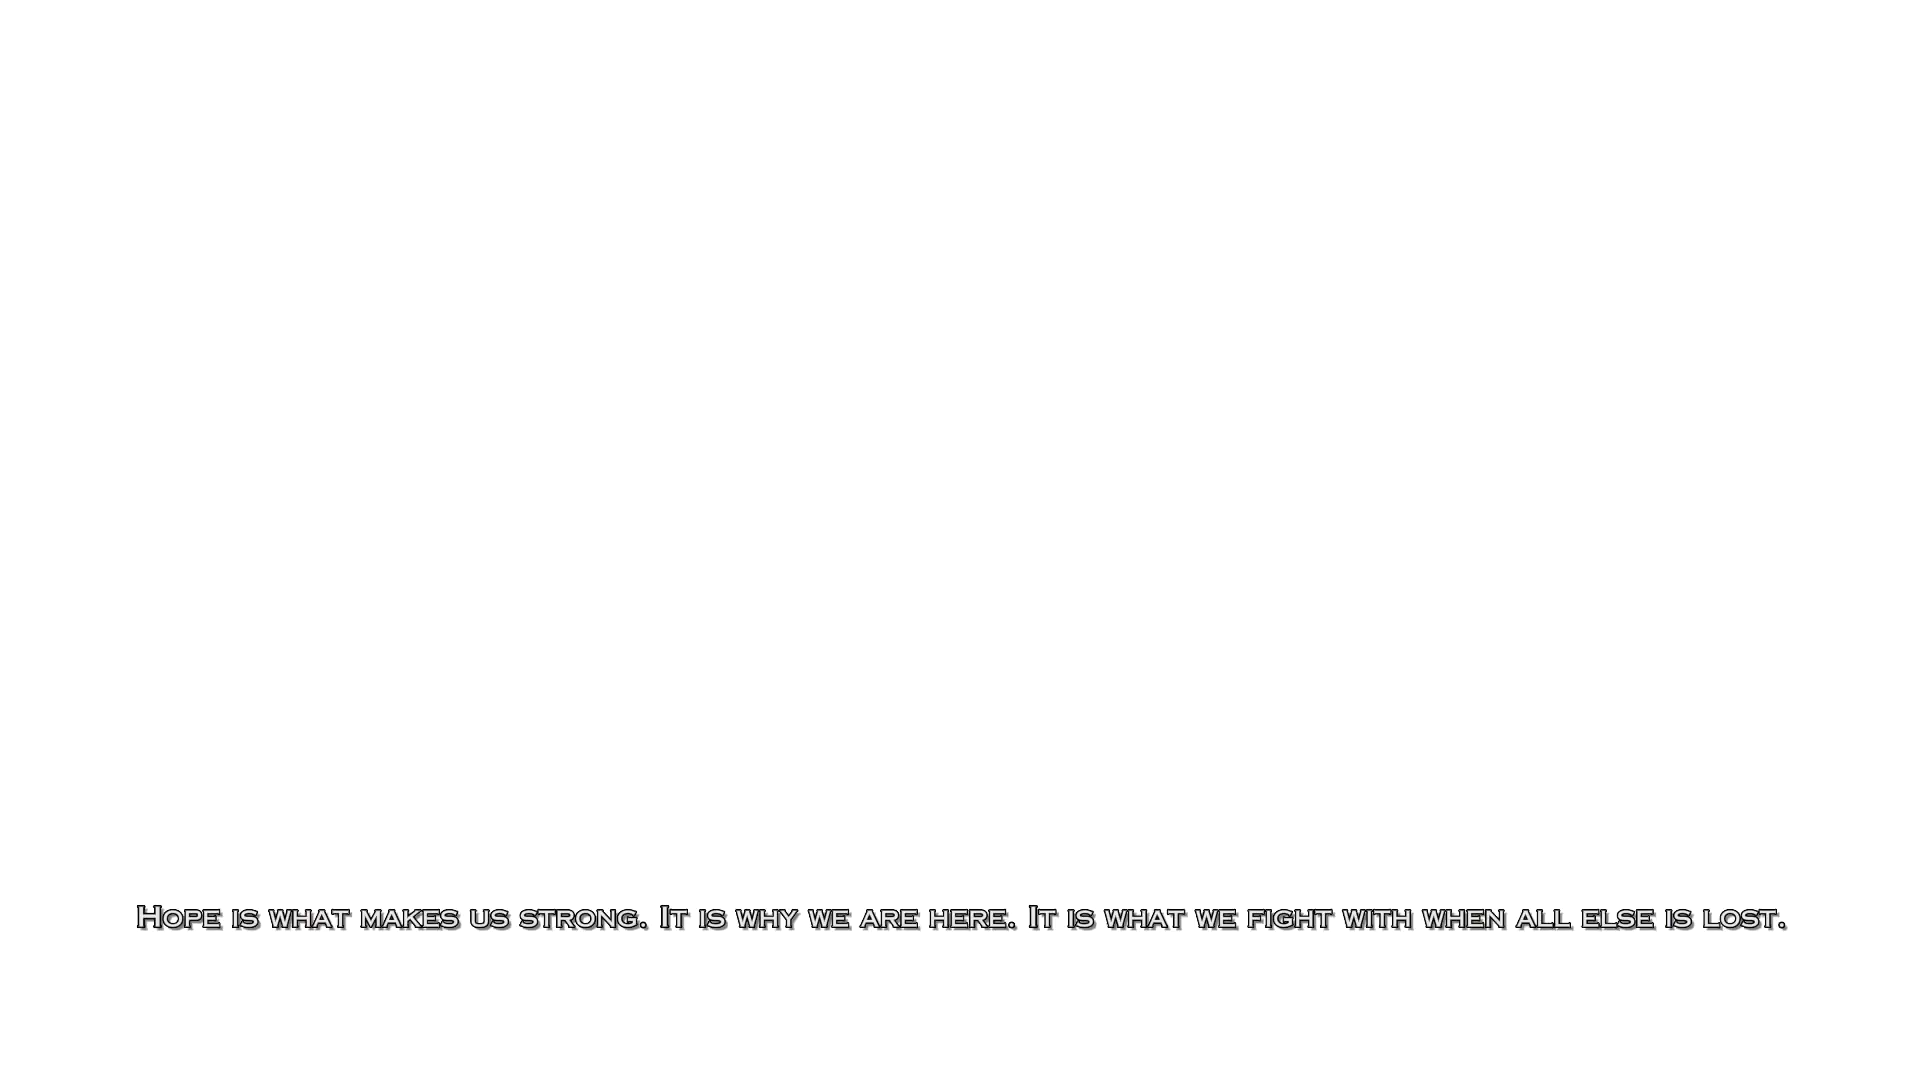 Hope is what makes us strong. It is why we are here. It is what we fight with when all else is lost.